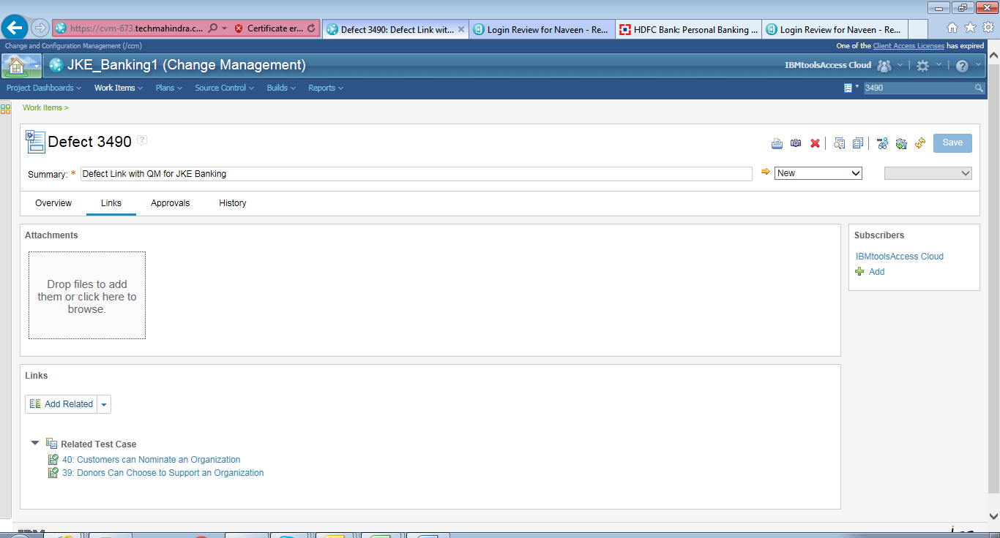 https://cvm-673.techmahindra.c... Certificate er... Defect 3490: Defect Link wit... Login Review for Naveen - Re... HDFC Bank: Personal Banking ... Login Review for Naveen - Re...
Change and Configuration Management (/ccm) One of the Client Access Licenses has expired
JKE_Banking1 (Change Management) IBMtoolsAccess Cloud
Project Dashboards Work Items Plans Source Control Builds Reports 3490
Work Items >
Defect 3490 ? Save
Summary: * Defect Link with QM for JKE Banking New
Overview Links Approvals History
Attachments
Drop files to add
them or click here to
browse.
Subscribers
IBMtoolsAccess Cloud
Add
Links
Add Related
Related Test Case
40: Customers can Nominate an Organization
39: Donors Can Choose to Support an Organization